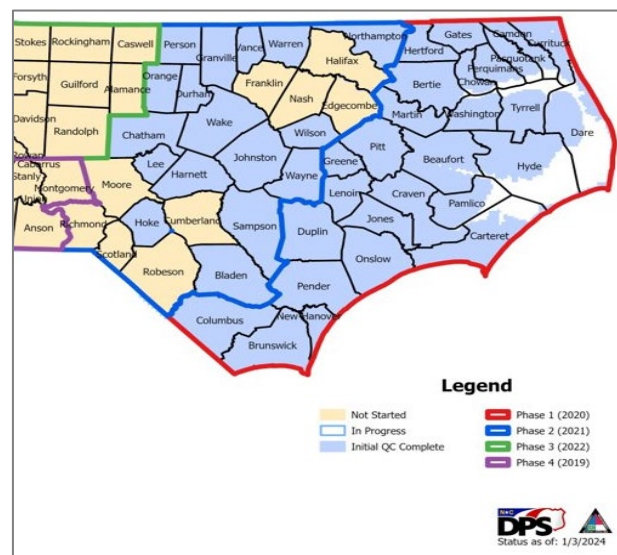 Stokes
Rockingham
Caswell
Person
Granville
Vance
Warren
Northampton
Hertford
Gates
Camden
Currituck
Pasquotank
Perquimans
Chowan
Halifax
Bertie
Forsyth
Guilford
Alamance
Orange
Durham
Franklin
Nash
Edgecombe
Martin
Washington
Tyrrell
Dare
Davidson
Randolph
Chatham
Wake
Wilson
Pitt
Beaufort
Hyde
Rowan
Cabarrus
Stanly
Union
Montgomery
Moore
Lee
Harnett
Johnston
Wayne
Greene
Lenoir
Craven
Pamlico
Jones
Carteret
Anson
Richmond
Hoke
Cumberland
Sampson
Duplin
Onslow
Scotland
Robeson
Bladen
Pender
Columbus
New Hanover
Brunswick
Legend
Not Started
In Progress
Initial QC Complete
Phase 1 (2020)
Phase 2 (2021)
Phase 3 (2022)
Phase 4 (2019)
DPS
Status as of: 1/3/2024